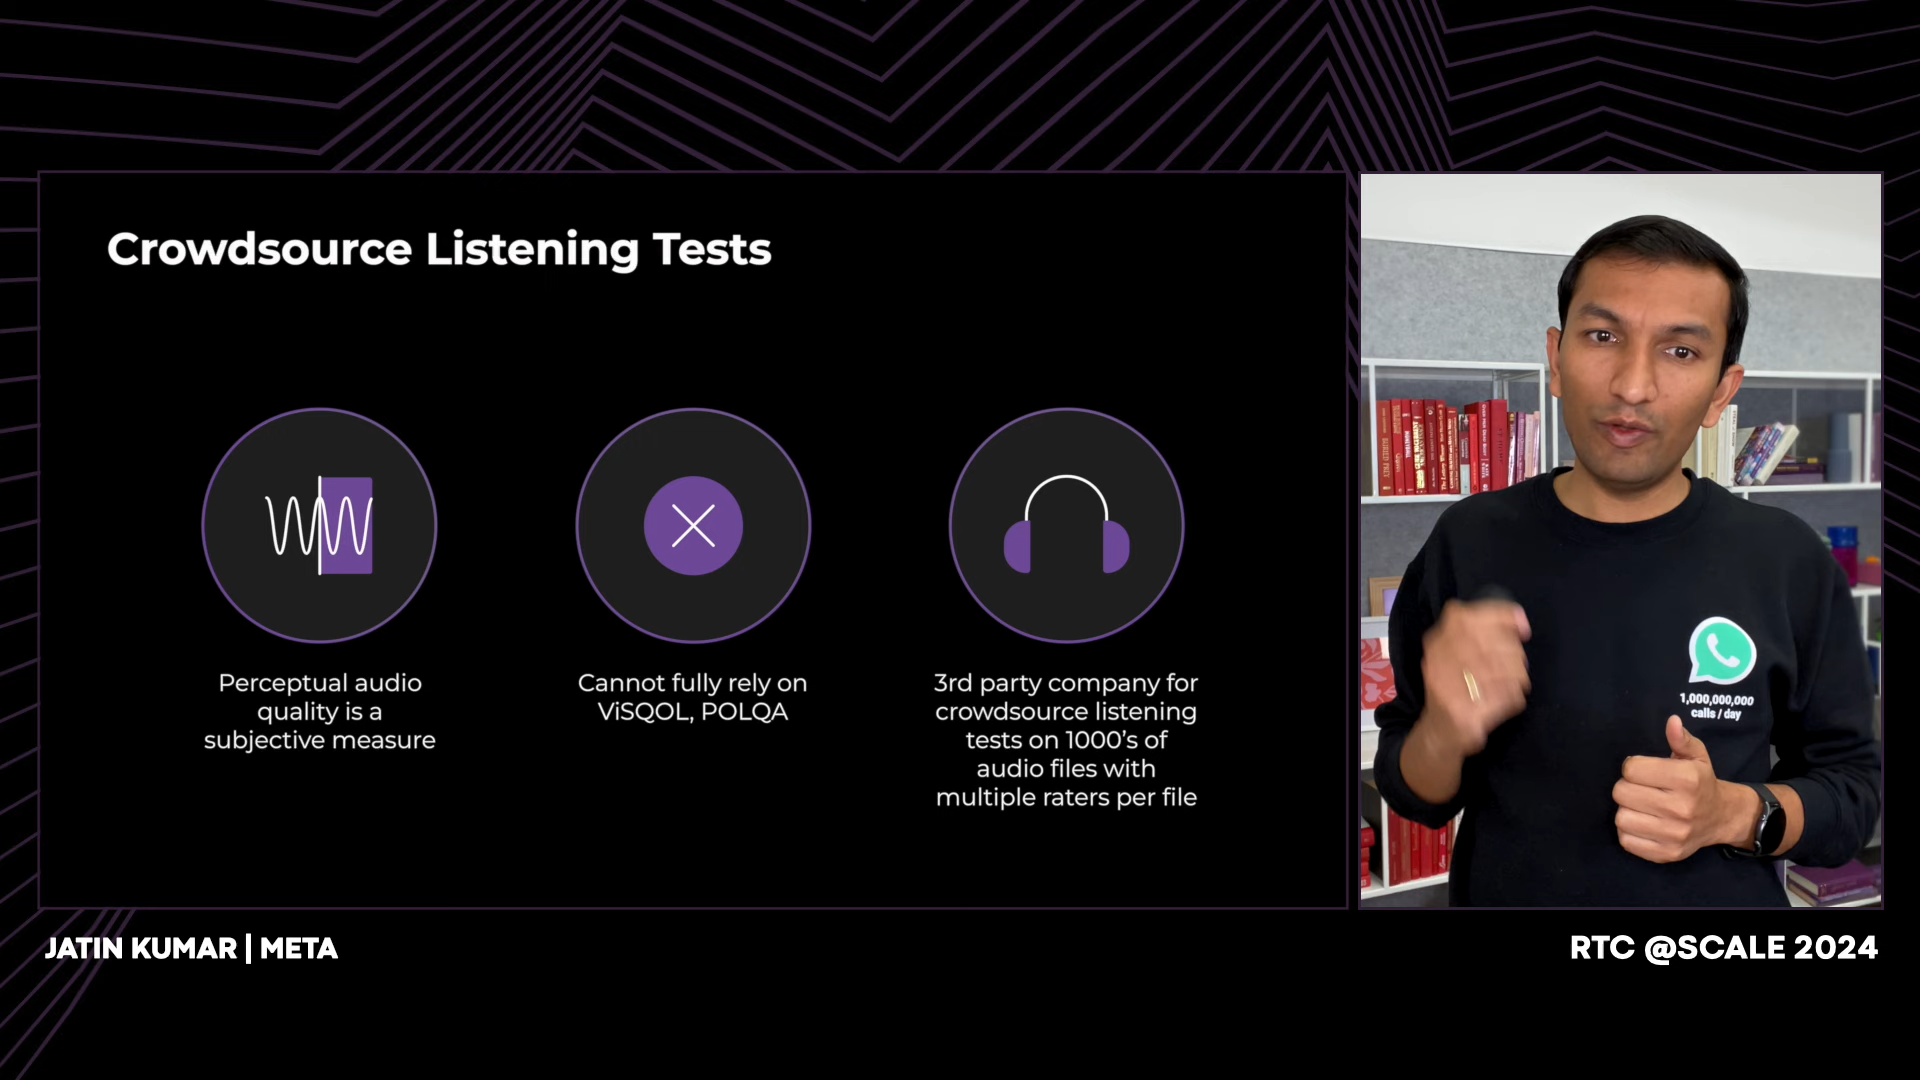 Crowdsource Listening Tests
Perceptual audio
quality is a
subjective measure
Cannot fully rely on
ViSQOL, POLQA
3rd party company for
crowdsource listening
tests on 1000's of
audio files with
multiple raters per file
1,000,000,000
calls / day
JATIN KUMAR | META
RTC @SCALE 2024